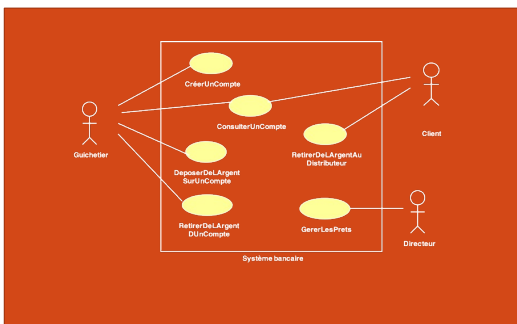 CréerUnCompte
ConsulterUnCompte
Client
Guichetier
RetirerDeLArgentAu
Distributeur
DeposerDeLArgent
SurUnCompte
RetirerDeLArgent
DUnCompte
GererLesPrets
Directeur
Système bancaire